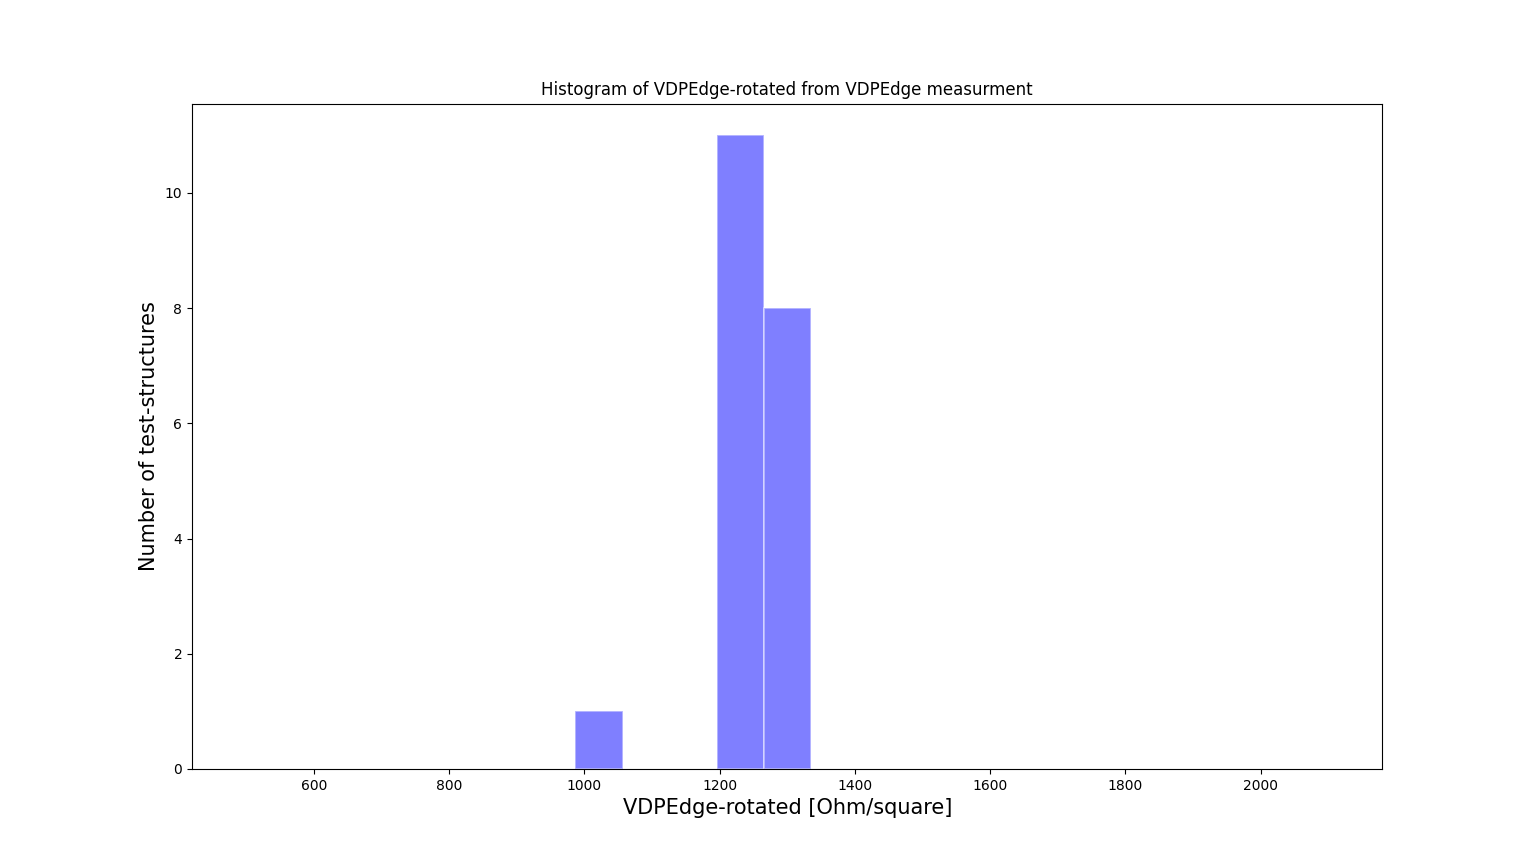 Histogram of VDPEdge-rotated from VDPEdge measurment
10
8
6
4
2
0
Number of test-structures
600 800 1000 1200 1400 1600 1800 2000
VDPEdge-rotated [Ohm/square]